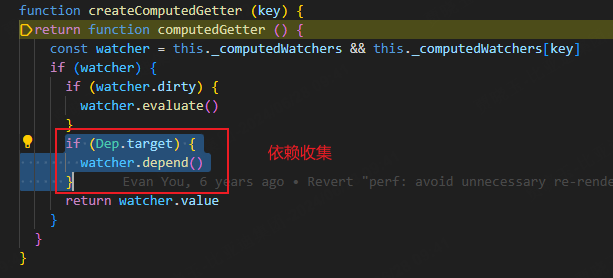 function createComputedGetter (key) {
return function computedGetter () {
const watcher = this._computedWatchers && this._computedWatchers[key]
if (watcher) {
if (watcher.dirty) {
watcher.evaluate()
}
if (Dep.target) {
依赖收集
watcher.depend()
} Evan You, 6 years ago • Revert "perf: avoid unnecessary re-rende
return watcher.value
}
}
}